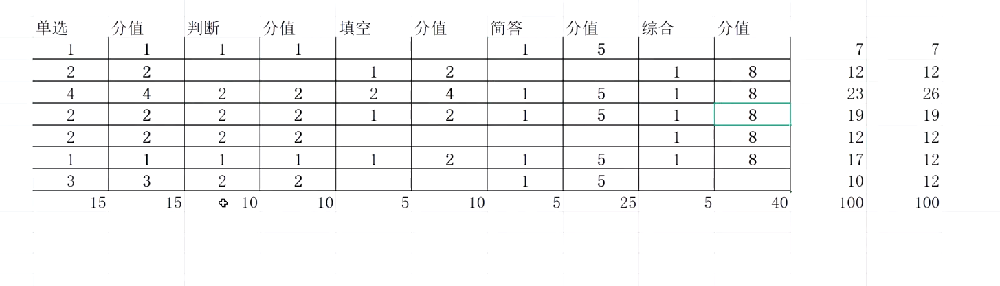 单选 分值 判断 分值 填空 分值 简答 分值 综合 分值
1 1 1 1 1 5 7 7
2 2 1 2 1 8 12 12
4 4 2 2 2 4 1 5 1 8 23 26
2 2 2 2 1 2 1 5 1 8 19 19
2 2 2 2 1 8 12 12
1 1 1 1 1 2 1 5 1 8 17 12
3 3 2 2 1 5 10 12
15 15 10 10 5 10 5 25 5 40 100 100